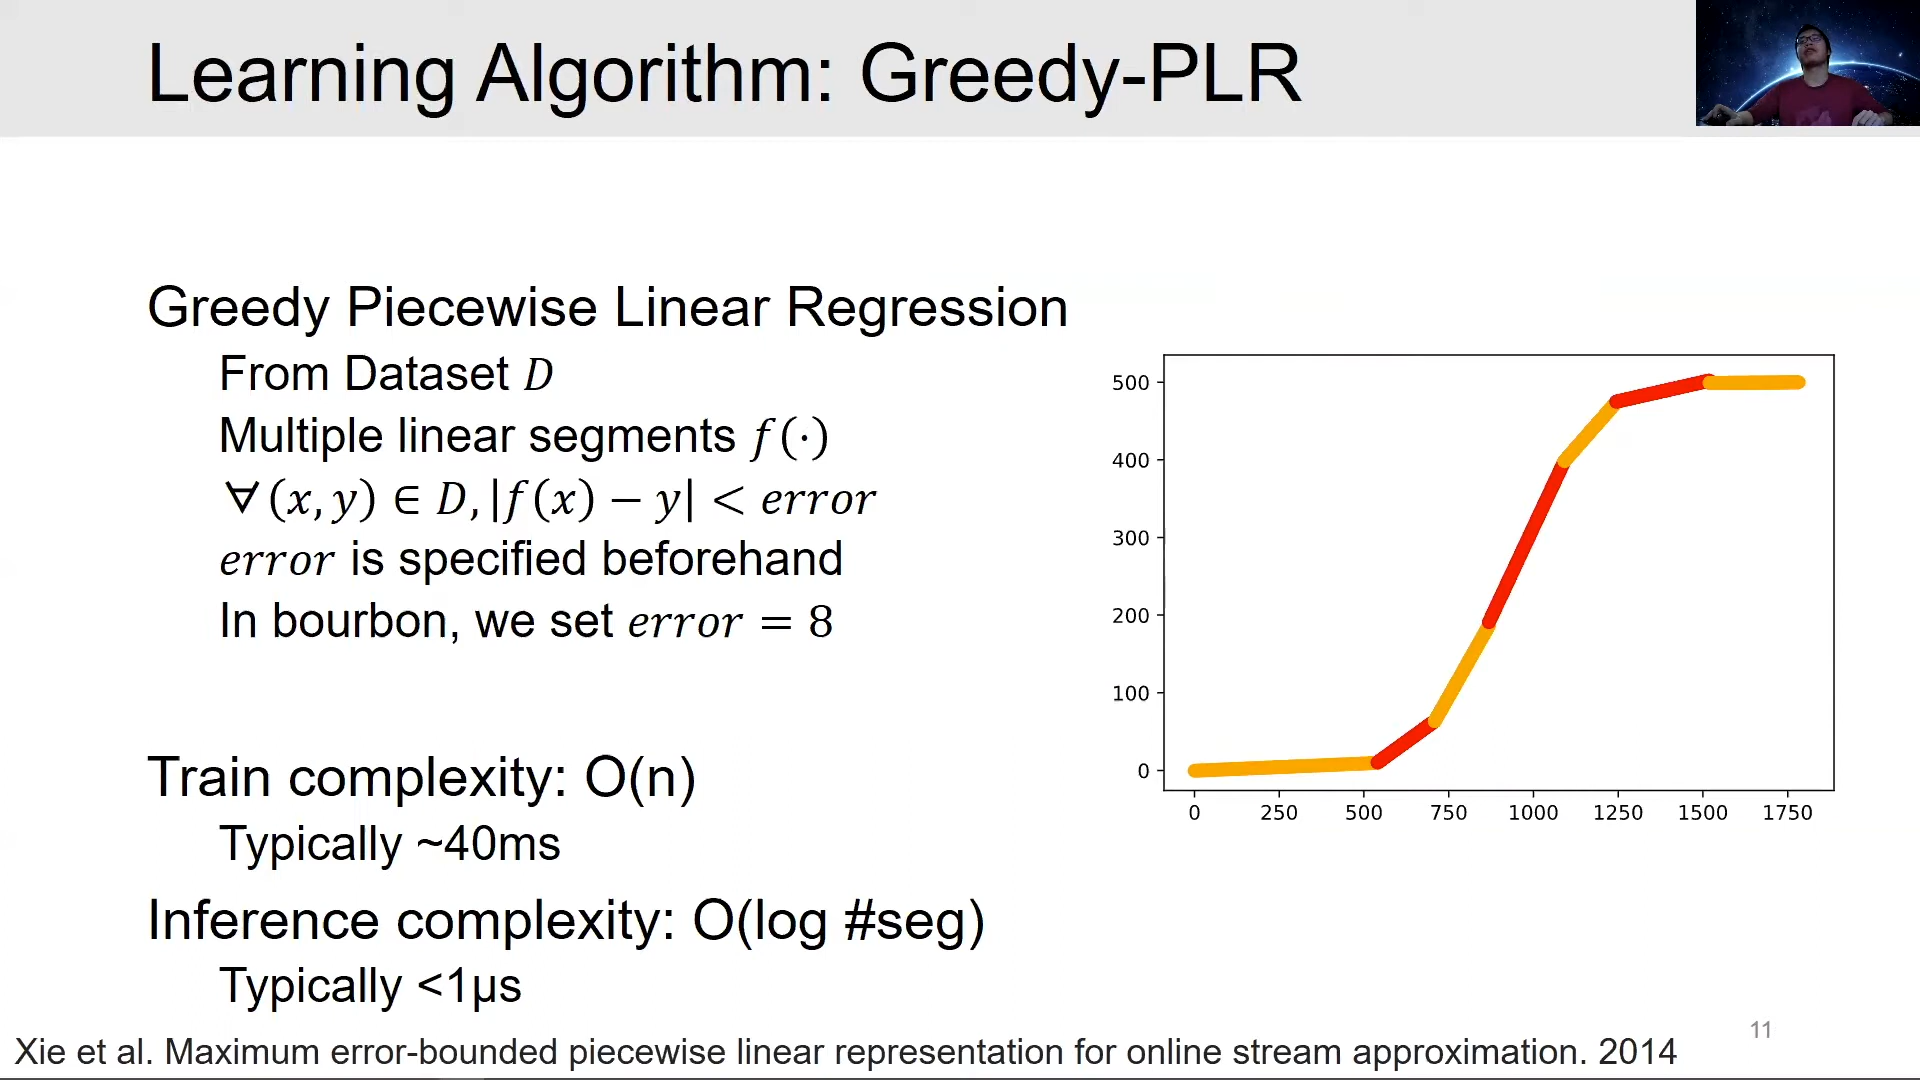 Learning Algorithm: Greedy-PLR
Greedy Piecewise Linear Regression
From Dataset D
Multiple linear segments f(·)
∀(x,y) ∈ D,|f(x) − y| < error
error is specified beforehand
In bourbon, we set error = 8
Train complexity: O(n)
Typically ~40ms
Inference complexity: O(log #seg)
Typically <1μs
500
400
300
200
100
0
0 250 500 750 1000 1250 1500 1750
11
Xie et al. Maximum error-bounded piecewise linear representation for online stream approximation. 2014